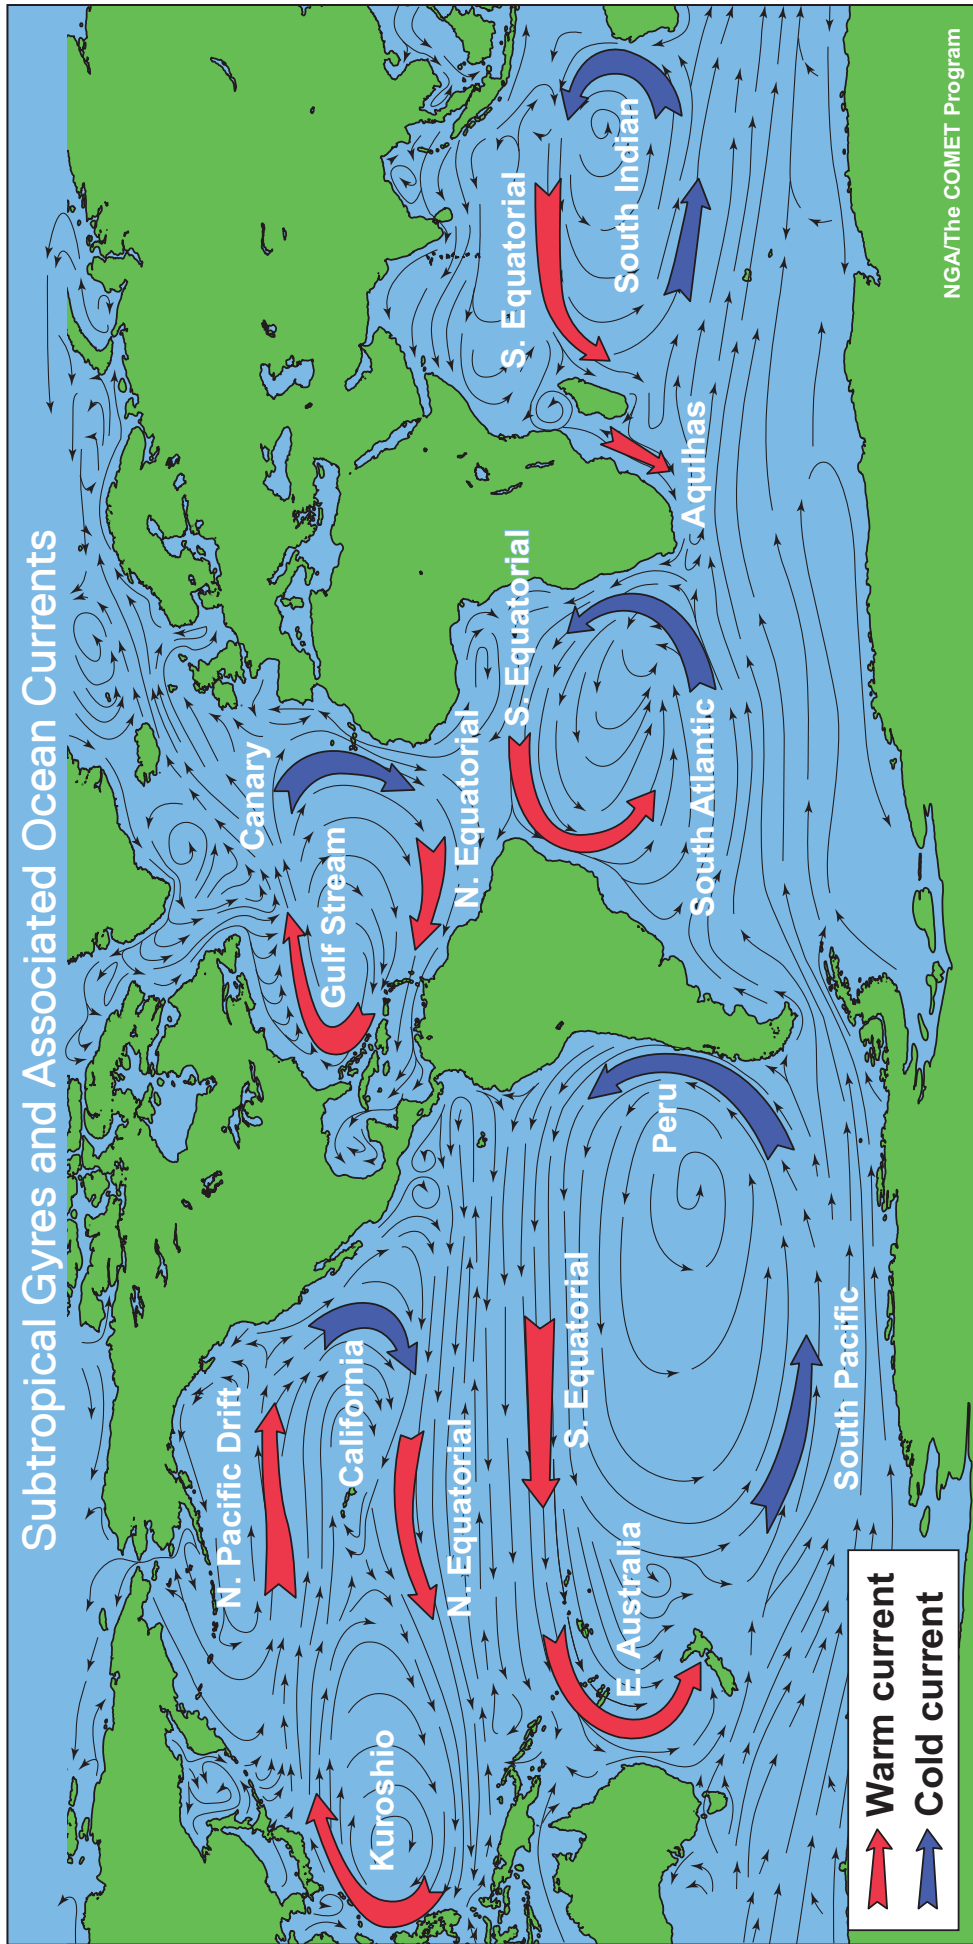 Subtropical Gyres and Associated Ocean Currents
Kuroshio
N. Pacific Drift
California
N. Equatorial
S. Equatorial
E. Australia
South Pacific
Peru
Gulf Stream
Canary
N. Equatorial
S. Equatorial
South Atlantic
Aqulhas
S. Equatorial
South Indian
Warm current
Cold current
NGA/The COMET Program